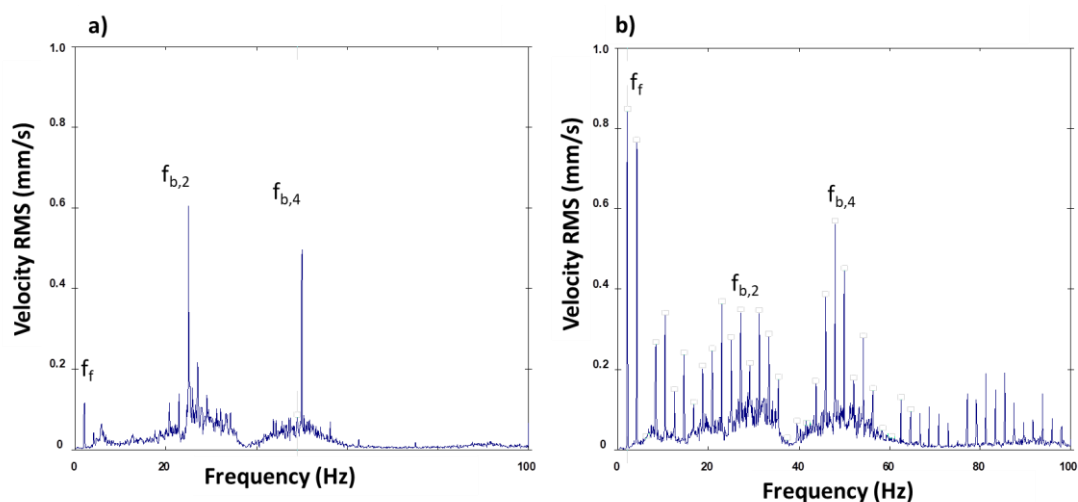 a)
1.0
0.8
0.6
0.4
0.2
0
Velocity RMS (mm/s)
f_f
f_b,2
f_b,4
0
20
100
Frequency (Hz)
b)
1.0
0.8
0.6
0.4
0.2
0
Velocity RMS (mm/s)
f_f
f_b,2
f_b,4
0
20
40
60
80
100
Frequency (Hz)